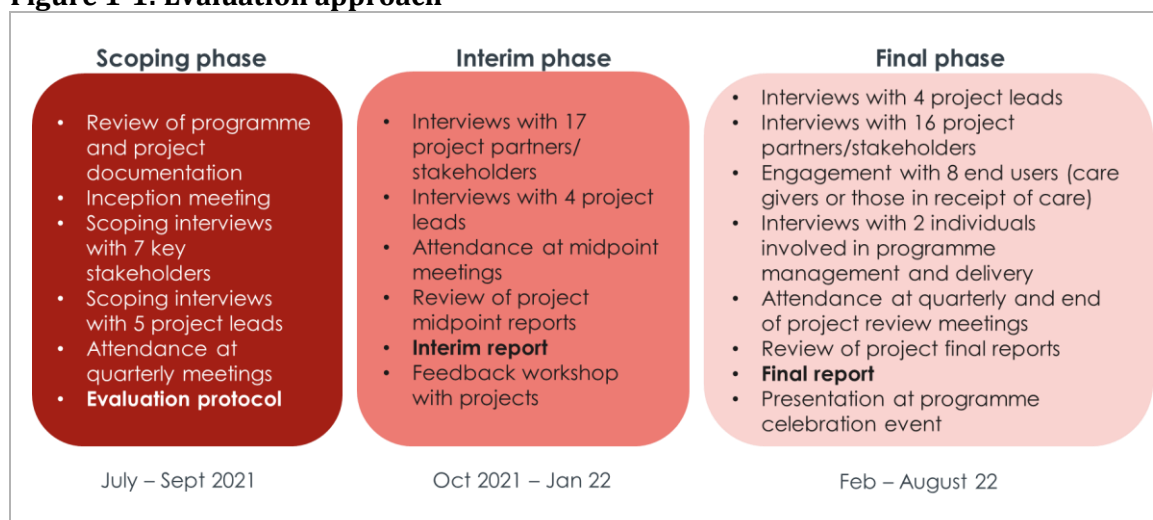 Figure 1-1: Evaluation approach
Scoping phase
• Review of programme
and project
documentation
• Inception meeting
• Scoping interviews
with 7 key
stakeholders
• Scoping interviews
with 5 project leads
• Attendance at
quarterly meetings
• Evaluation protocol
July – Sept 2021
Interim phase
• Interviews with 17
project partners/
stakeholders
• Interviews with 4 project
leads
• Attendance at midpoint
meetings
• Review of project
midpoint reports
• Interim report
• Feedback workshop
with projects
Oct 2021 – Jan 22
Final phase
• Interviews with 4 project leads
• Interviews with 16 project
partners/stakeholders
• Engagement with 8 end users (care
givers or those in receipt of care)
• Interviews with 2 individuals
involved in programme
management and delivery
• Attendance at quarterly and end
of project review meetings
• Review of project final reports
• Final report
• Presentation at programme
celebration event
Feb – August 22